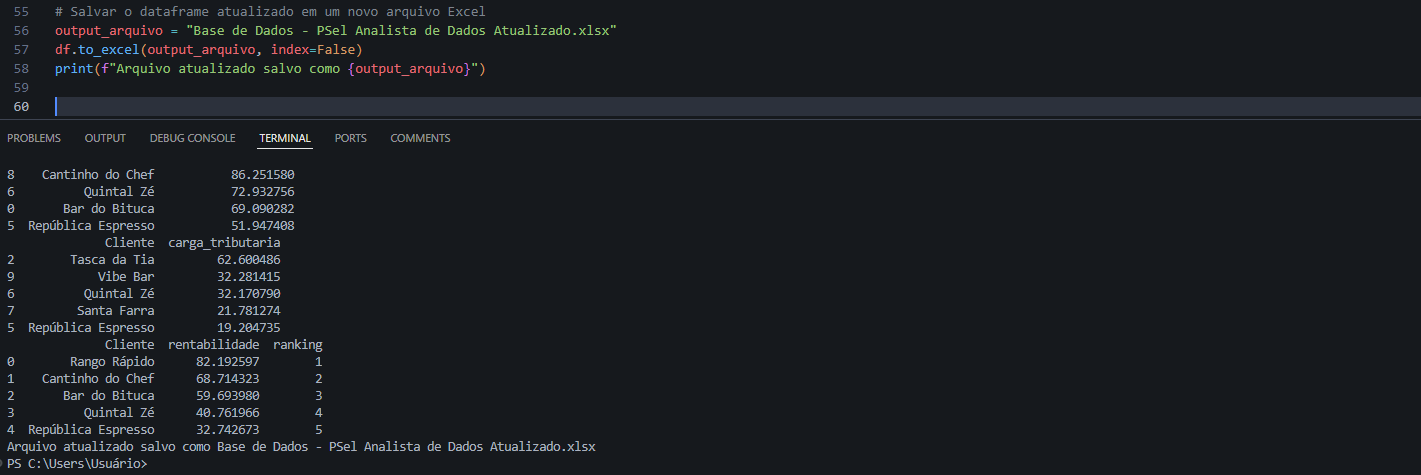 55 # Salvar o dataframe atualizado em um novo arquivo Excel
56 output_arquivo = "Base de Dados - PSel Analista de Dados Atualizado.xlsx"
57 df.to_excel(output_arquivo, index=False)
58 print(f"Arquivo atualizado salvo como {output_arquivo}")
59
60
PROBLEMS OUTPUT DEBUG CONSOLE TERMINAL PORTS COMMENTS
8 Cantinho do Chef 86.251580
6 Quintal Zé 72.932756
0 Bar do Bituca 69.090282
5 República Espresso 51.947408
Cliente carga_tributaria
2 Tasca da Tia 62.600486
9 Vibe Bar 32.281415
6 Quintal Zé 32.170790
7 Santa Farra 21.781274
5 República Espresso 19.204735
Cliente rentabilidade ranking
0 Rango Rápido 82.192597 1
1 Cantinho do Chef 68.714323 2
2 Bar do Bituca 59.693980 3
3 Quintal Zé 40.761966 4
4 República Espresso 32.742673 5
Arquivo atualizado salvo como Base de Dados - PSel Analista de Dados Atualizado.xlsx
PS C:\Users\Usuário>